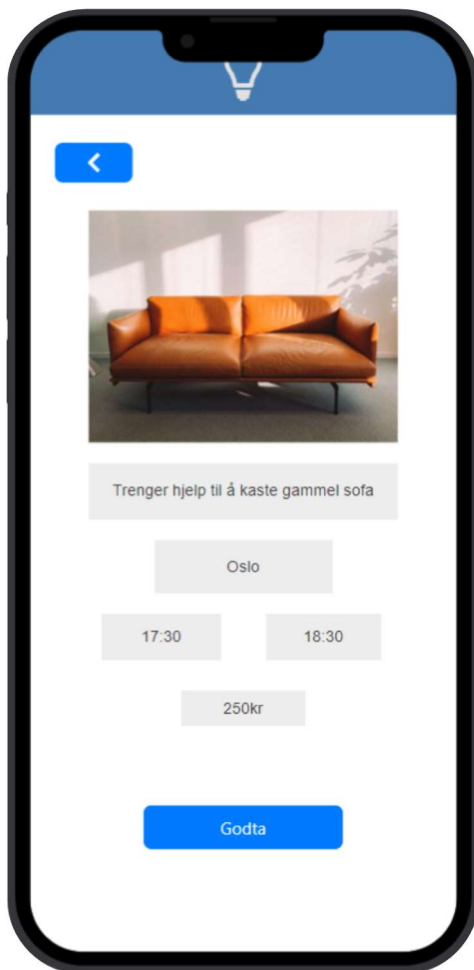 Trenger hjelp til å kaste gammel sofa
Oslo
17:30
18:30
250kr
Godta